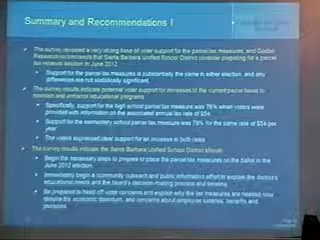 Summary and Recommendations I
The survey revealed a very strong base of voter support for the parcel tax measures, and Godbe
Research recommends that Santa Barbara Unified School District consider preparing for a parcel
tax renewal election in June 2012
Support for the parcel tax measures is substantially the same in either election, and any
differences are not statistically significant.
The survey results indicate potential voter support for increases to the current parcel taxes to
maintain and enhance educational programs
Specifically, support for the high school parcel tax measure was 76% when voters were
provided with information on the associated annual tax rate of $54
Support for the elementary school parcel tax measure was 79% for the same rate of $54 per
year
The voters expressed clear support for an increase in both rates
The survey results indicate the Santa Barbara Unified School District should:
Begin the necessary steps to prepare to place the parcel tax measures on the ballot in the
June 2012 election
Immediately begin a community outreach and public information effort to explain the district's
educational needs and the board's decision-making process and timeline
Be prepared to head off voter concerns and explain why the tax measures are needed now
despite the economic downturn, and concerns about employee salaries, benefits and
pensions